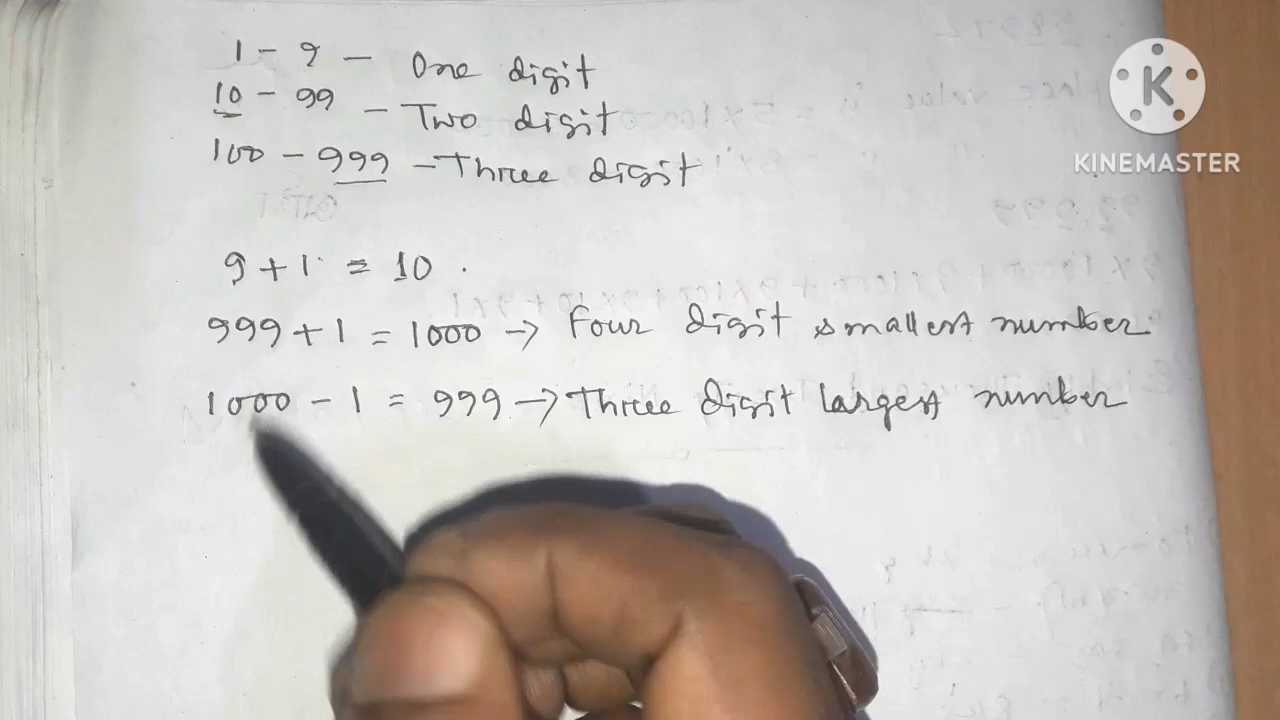 1 - 9 - One digit
10 - 99 - Two digit
100 - 999 - Three digit
9 + 1 = 10 .
999 + 1 = 1000 → Four digit smallest number
1000 - 1 = 999 → Three digit largest number
K
KINEMASTER